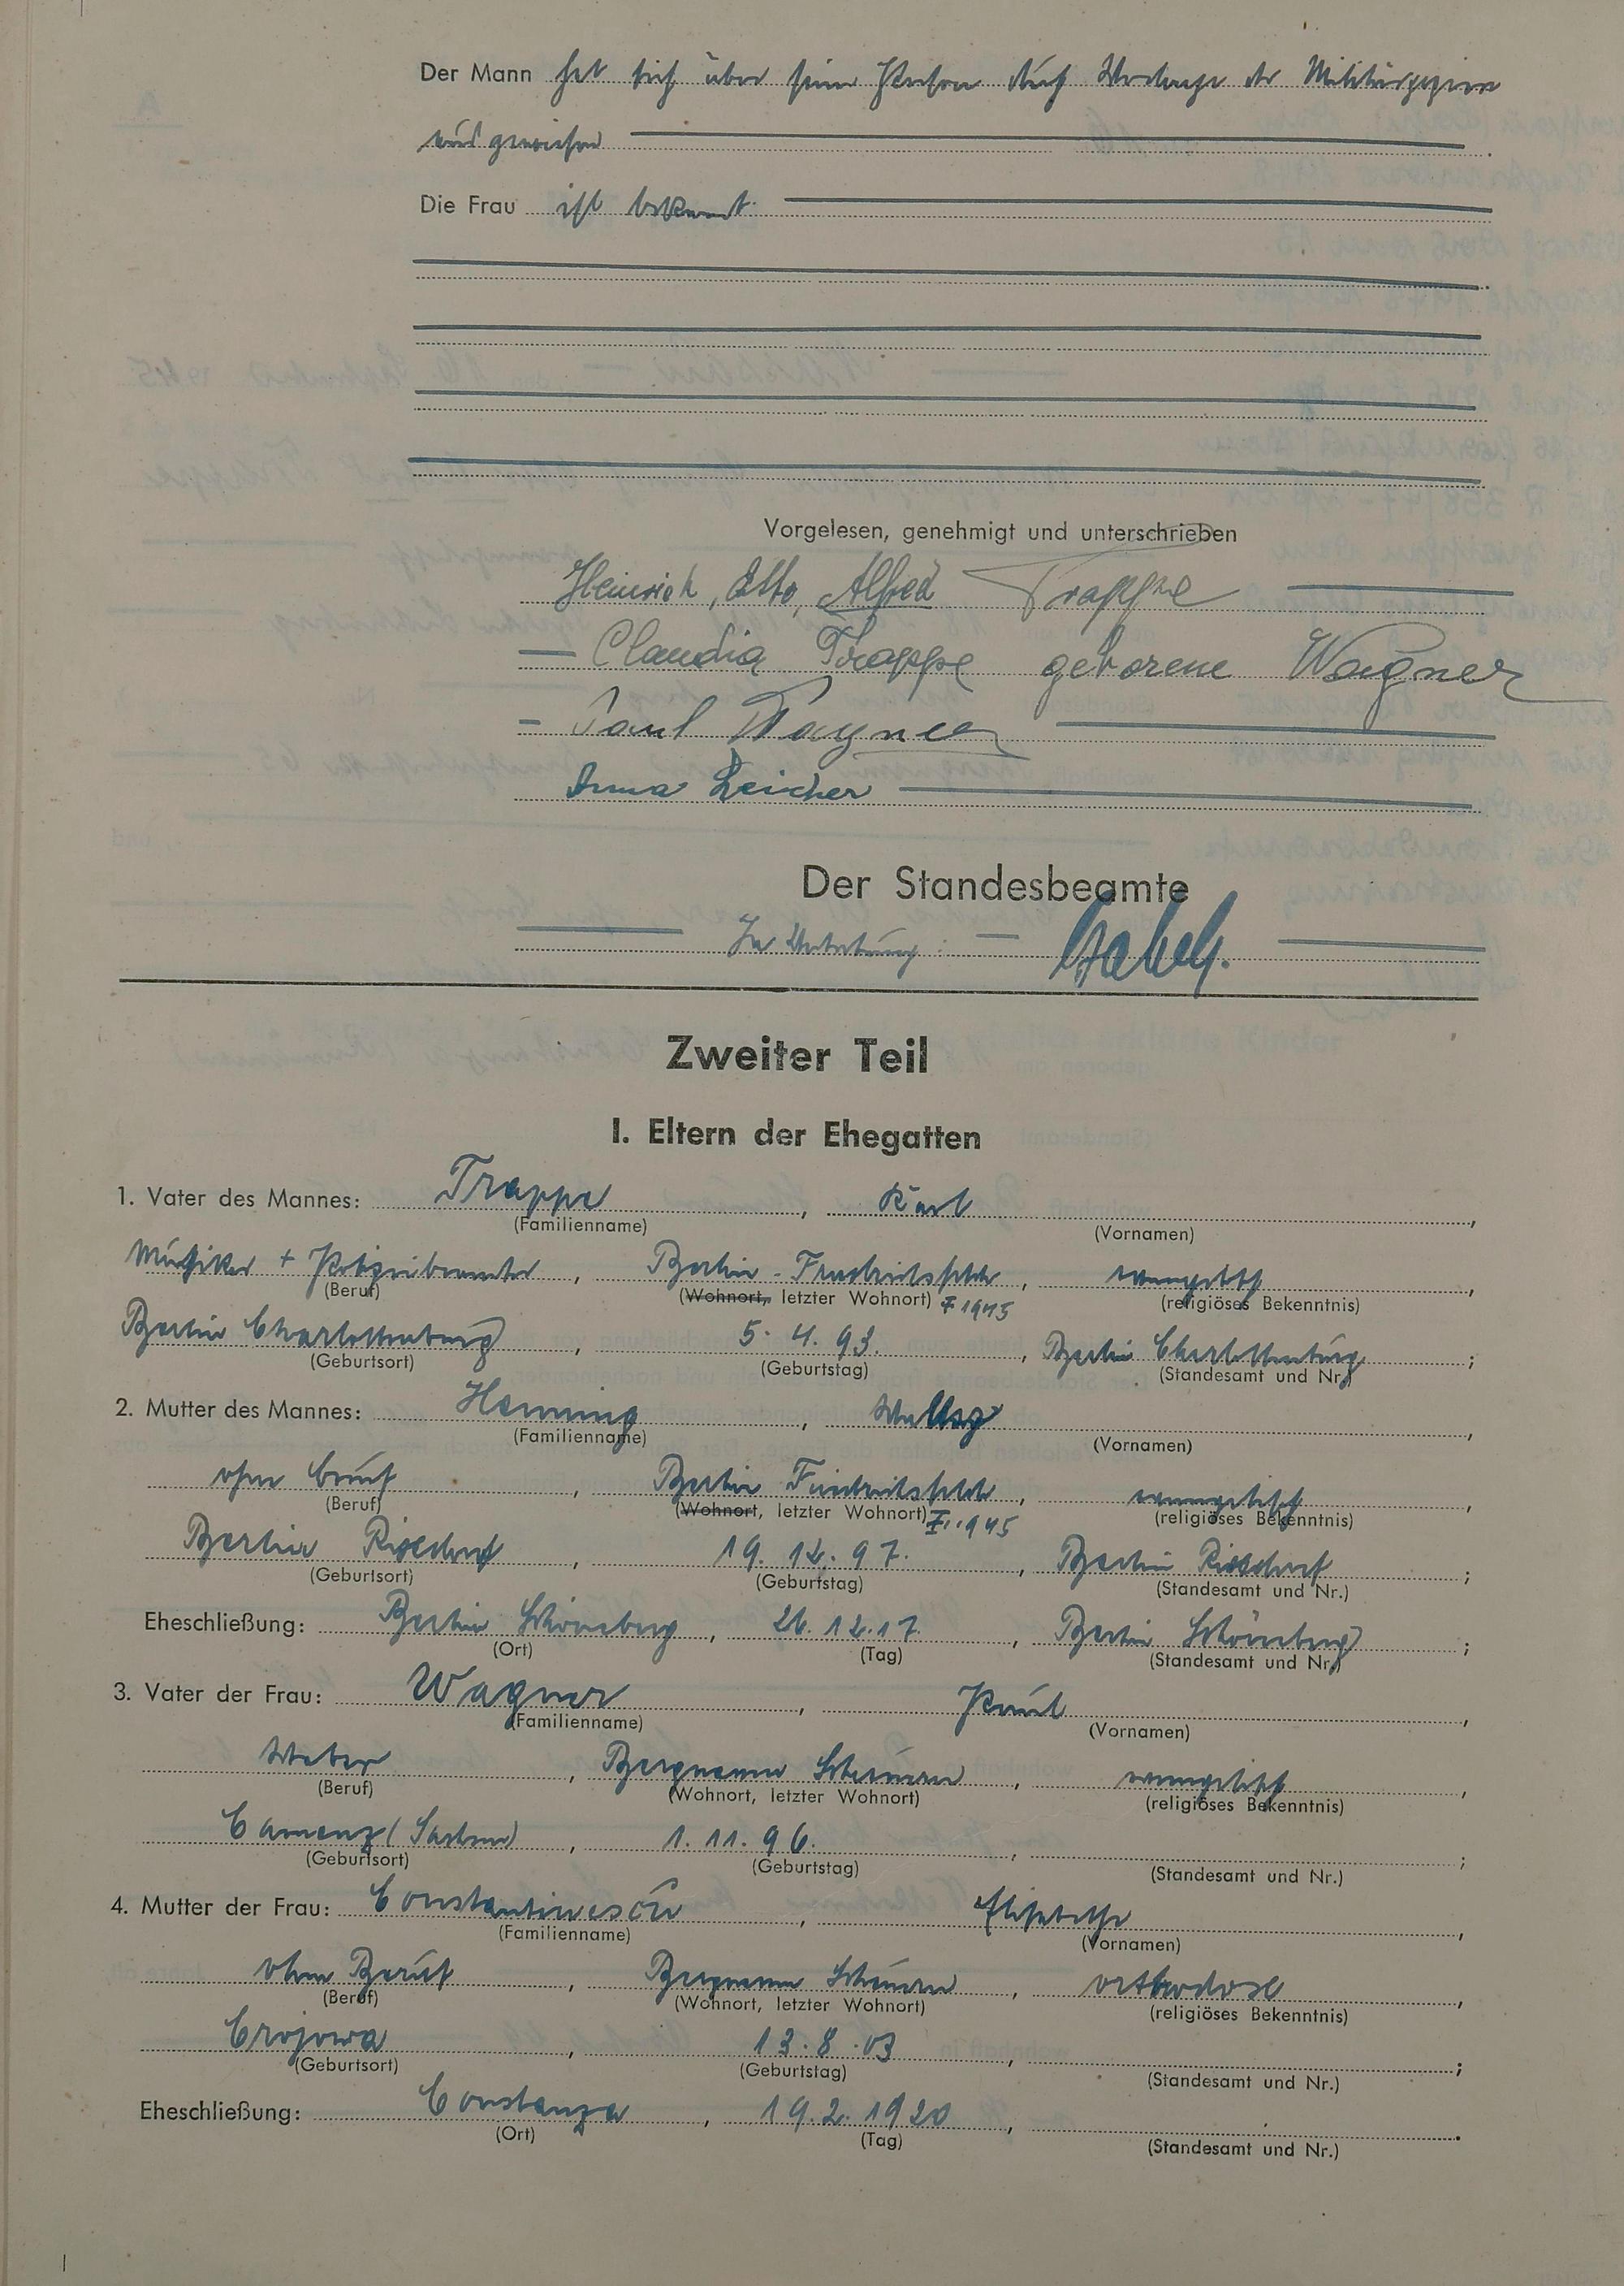 Der Mann hat sich über seine Person durch Vorlage der Militärpapiere
ausgewiesen
Die Frau ist bekannt
Vorgelesen, genehmigt und unterschrieben
Heinrich, Otto, Alfred Trappe
Claudia Trappe geborene Wagner
Paul Wagner
Anna Leicher
Der Standesbeamte
In Vertretung:
Zweiter Teil
I. Eltern der Ehegatten
1. Vater des Mannes: Trappe, Karl
(Familienname) (Vornamen)
Musiker + Polizeibeamter, Berlin-Friedrichsfelde, evangelisch,
(Beruf) (Wohnort, letzter Wohnort) 1945 (religiöses Bekenntnis)
Berlin Charlottenburg, 5. 4. 93., Berlin Charlottenburg;
(Geburtsort) (Geburtstag) (Standesamt und Nr.)
2. Mutter des Mannes: Henning,
(Familienname) (Vornamen)
ohne Beruf, Berlin Friedrichsfelde, evangelisch,
(Beruf) (Wohnort, letzter Wohnort) 1945 (religiöses Bekenntnis)
Berlin Rixdorf, 19. 12. 97., Berlin Rixdorf;
(Geburtsort) (Geburtstag) (Standesamt und Nr.)
Eheschließung: Berlin Schöneberg, 26. 12. 17., Berlin Schöneberg;
(Ort) (Tag) (Standesamt und Nr.)
3. Vater der Frau: Wagner, Paul,
(Familienname) (Vornamen)
Weber, Bergnassau Scheuern, evangelisch,
(Beruf) (Wohnort, letzter Wohnort) (religiöses Bekenntnis)
Camenz (Sachsen), 1. 11. 96., ;
(Geburtsort) (Geburtstag) (Standesamt und Nr.)
4. Mutter der Frau: Constantinescu, Elisabetha,
(Familienname) (Vornamen)
ohne Beruf, Bergnassau Scheuern, orthodox,
(Beruf) (Wohnort, letzter Wohnort) (religiöses Bekenntnis)
Crajowa, 13. 8. 03, ;
(Geburtsort) (Geburtstag) (Standesamt und Nr.)
Eheschließung: Constanza, 19. 2. 1920, .
(Ort) (Tag) (Standesamt und Nr.)